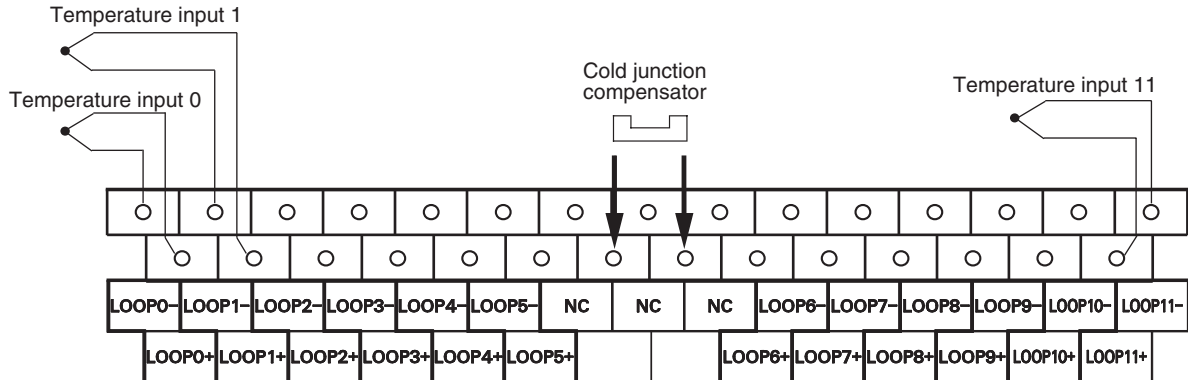 Temperature input 1
Temperature input 0
Cold junction
compensator
Temperature input 11
LOOP0− LOOP1− LOOP2− LOOP3− LOOP4− LOOP5− NC NC NC LOOP6− LOOP7− LOOP8− LOOP9− LOOP10− LOOP11−
LOOP0+ LOOP1+ LOOP2+ LOOP3+ LOOP4+ LOOP5+ LOOP6+ LOOP7+ LOOP8+ LOOP9+ LOOP10+ LOOP11+